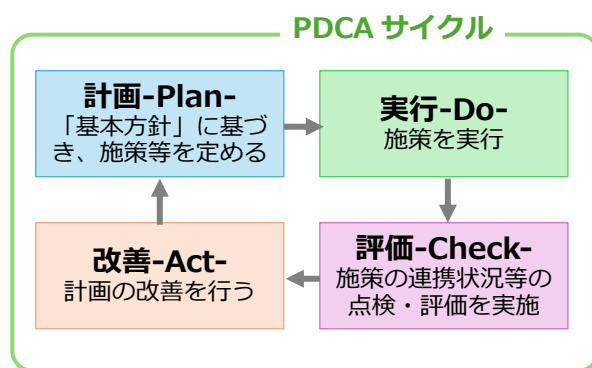 PDCA サイクル
計画-Plan-
「基本方針」に基づ
き、施策等を定める
実行-Do-
施策を実行
改善-Act-
計画の改善を行う
評価-Check-
施策の連携状況等の
点検・評価を実施